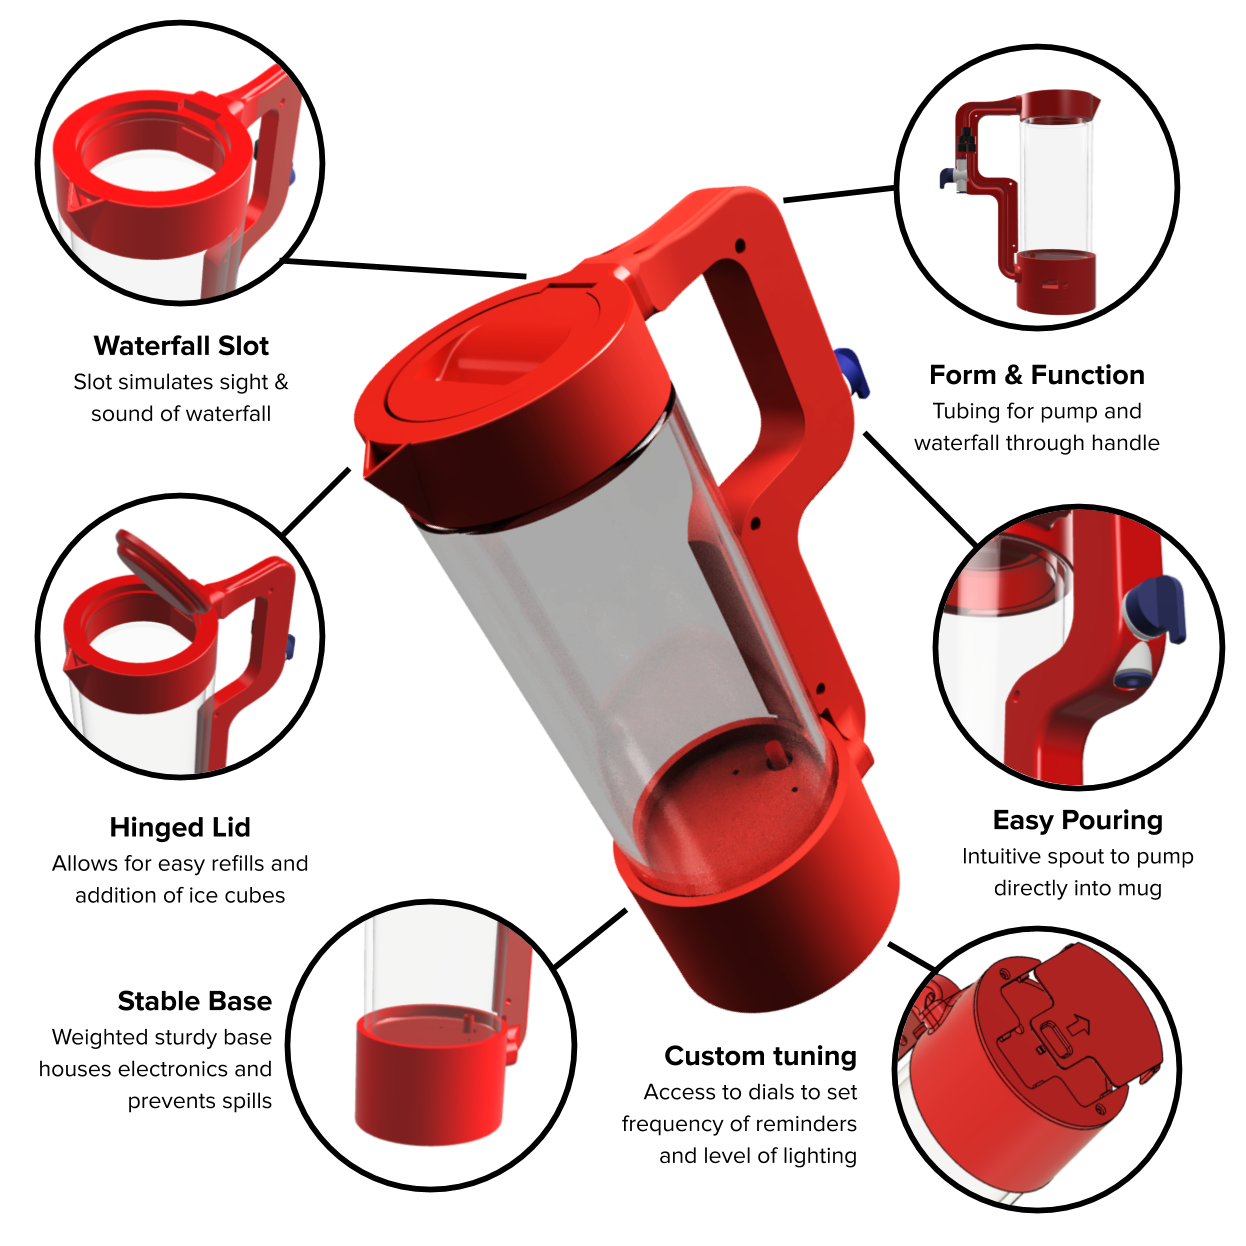 Waterfall Slot
Slot simulates sight &
sound of waterfall
Form & Function
Tubing for pump and
waterfall through handle
Hinged Lid
Allows for easy refills and
addition of ice cubes
Easy Pouring
Intuitive spout to pump
directly into mug
Stable Base
Weighted sturdy base
houses electronics and
prevents spills
Custom tuning
Access to dials to set
frequency of reminders
and level of lighting